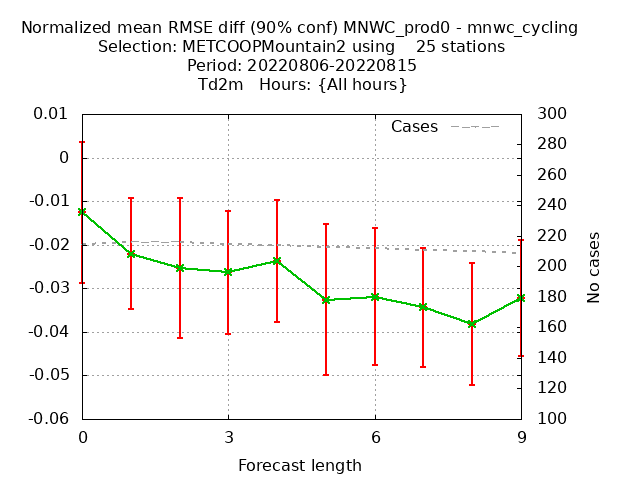 Normalized mean RMSE diff (90% conf) MNWC_prod0 - mnwc_cycling
Selection: METCOOPMountain2 using 25 stations
Period: 20220806-20220815
Td2m Hours: {All hours}
Cases
0.01
0
-0.01
-0.02
-0.03
-0.04
-0.05
-0.06
300
280
260
240
220
200
180
160
140
120
100
No cases
0 3 6 9
Forecast length